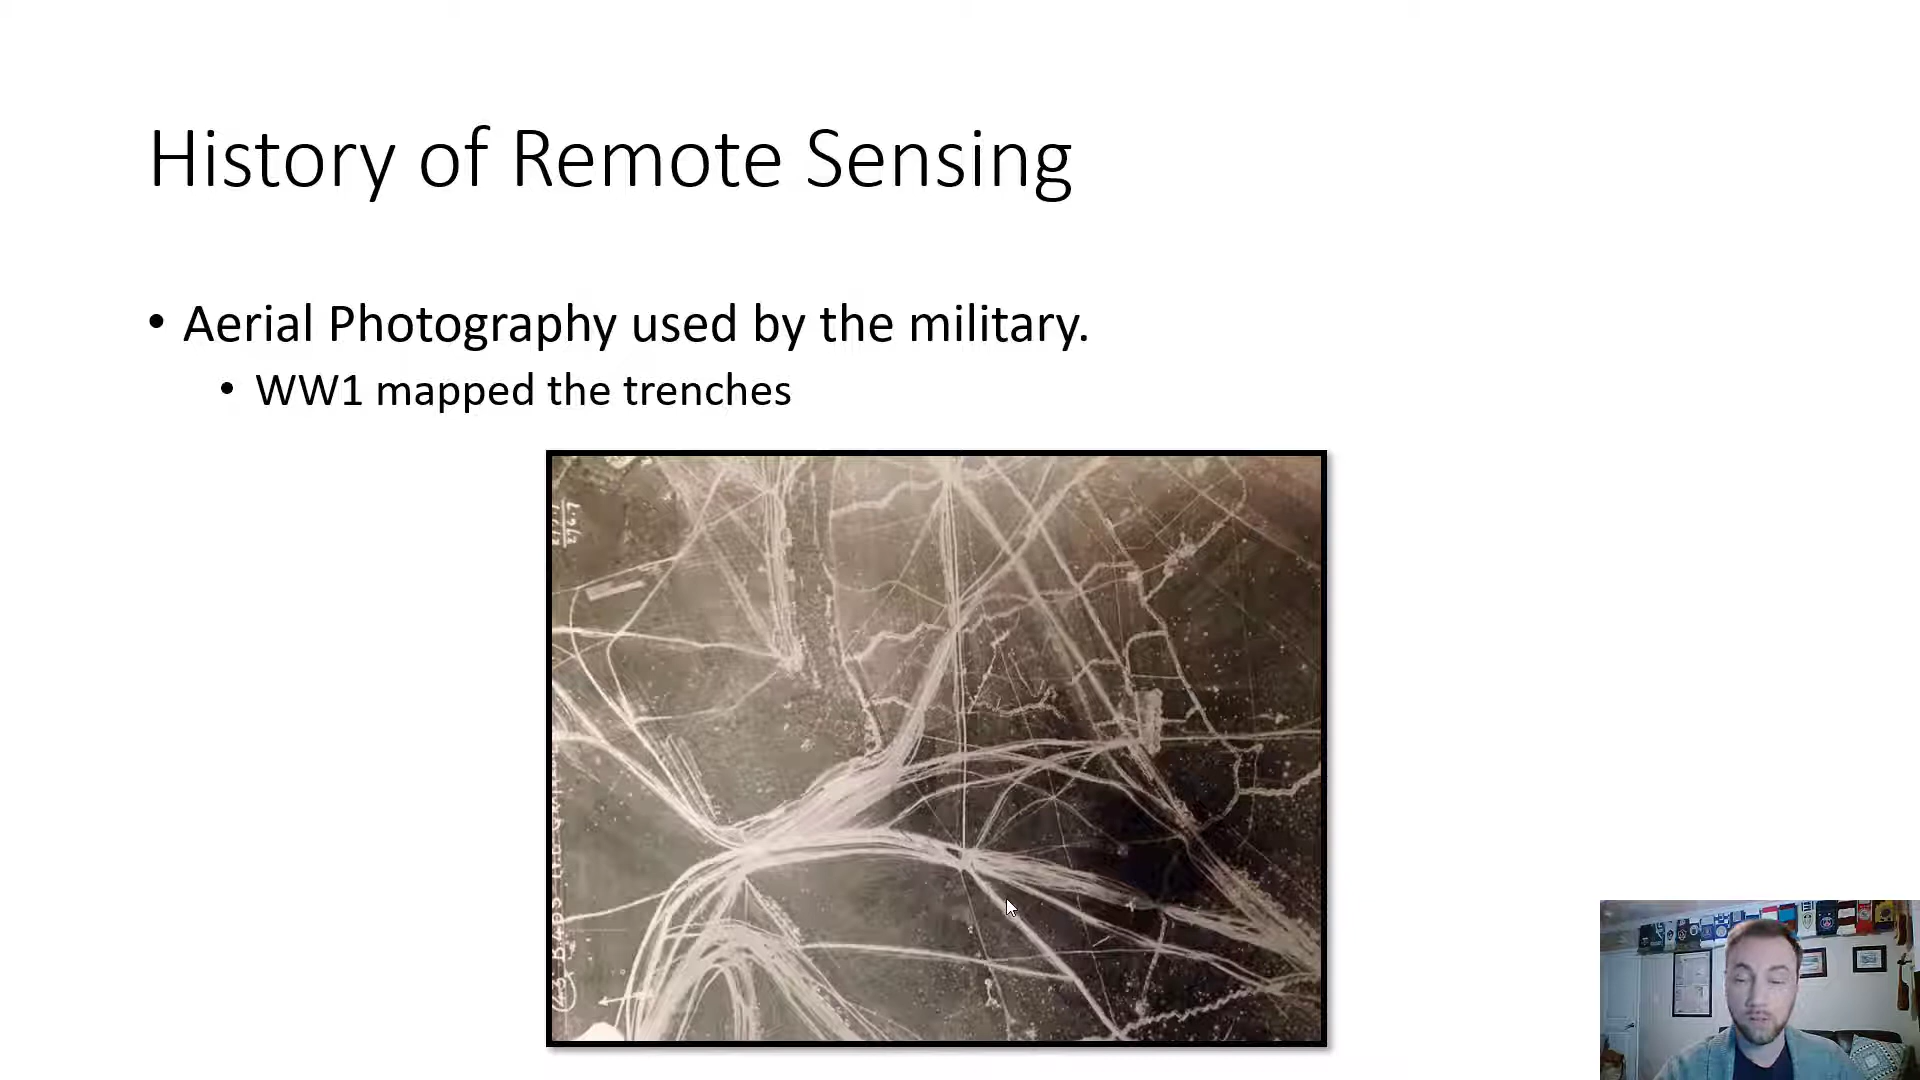 History of Remote Sensing
• Aerial Photography used by the military.
• WW1 mapped the trenches